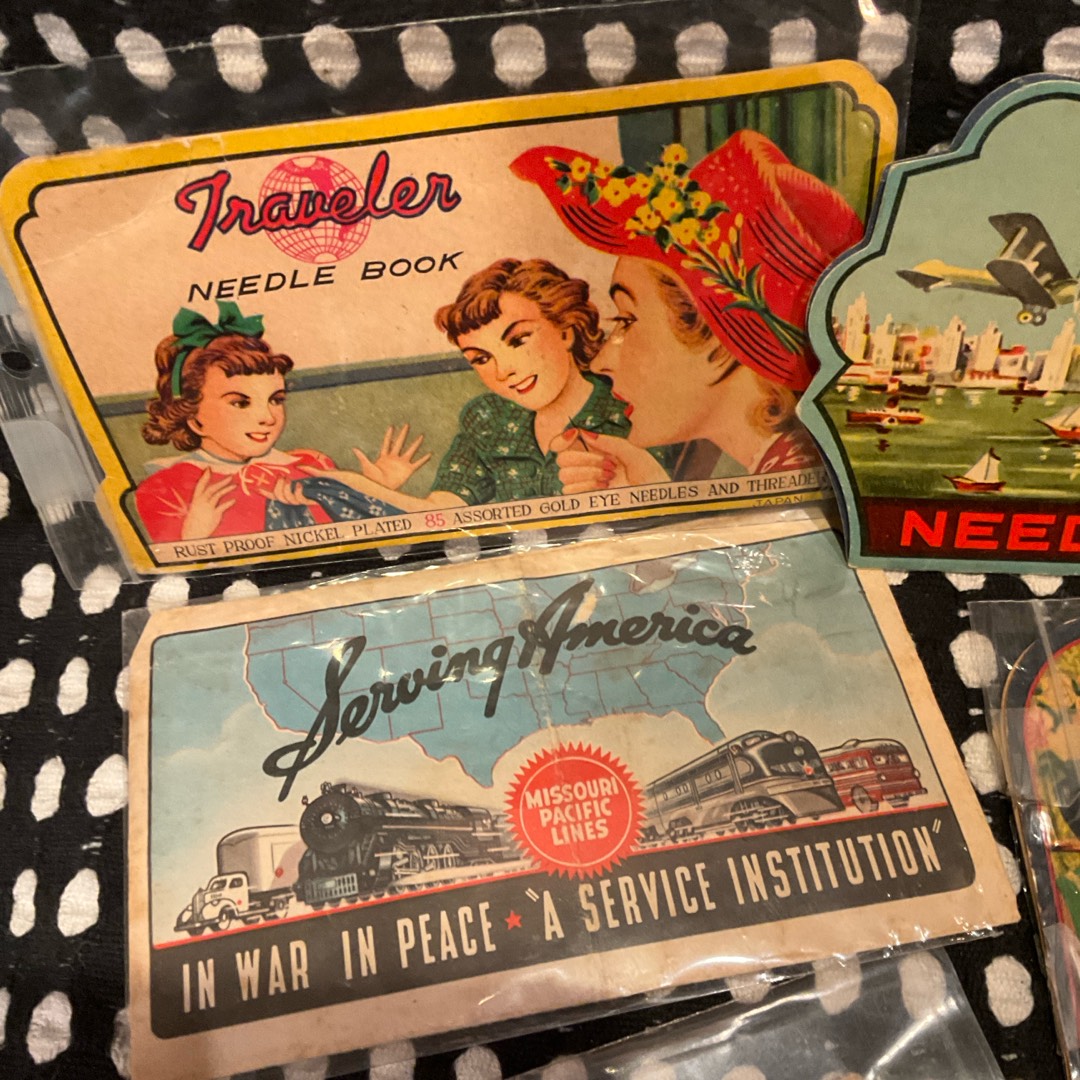 Traveler
NEEDLE BOOK
RUST PROOF NICKEL PLATED 85 ASSORTED GOLD EYE NEEDLES AND THREADE
JAPAN
NEED
Serving America
MISSOURI
PACIFIC
LINES
IN WAR IN PEACE ★ "A SERVICE INSTITUTION"